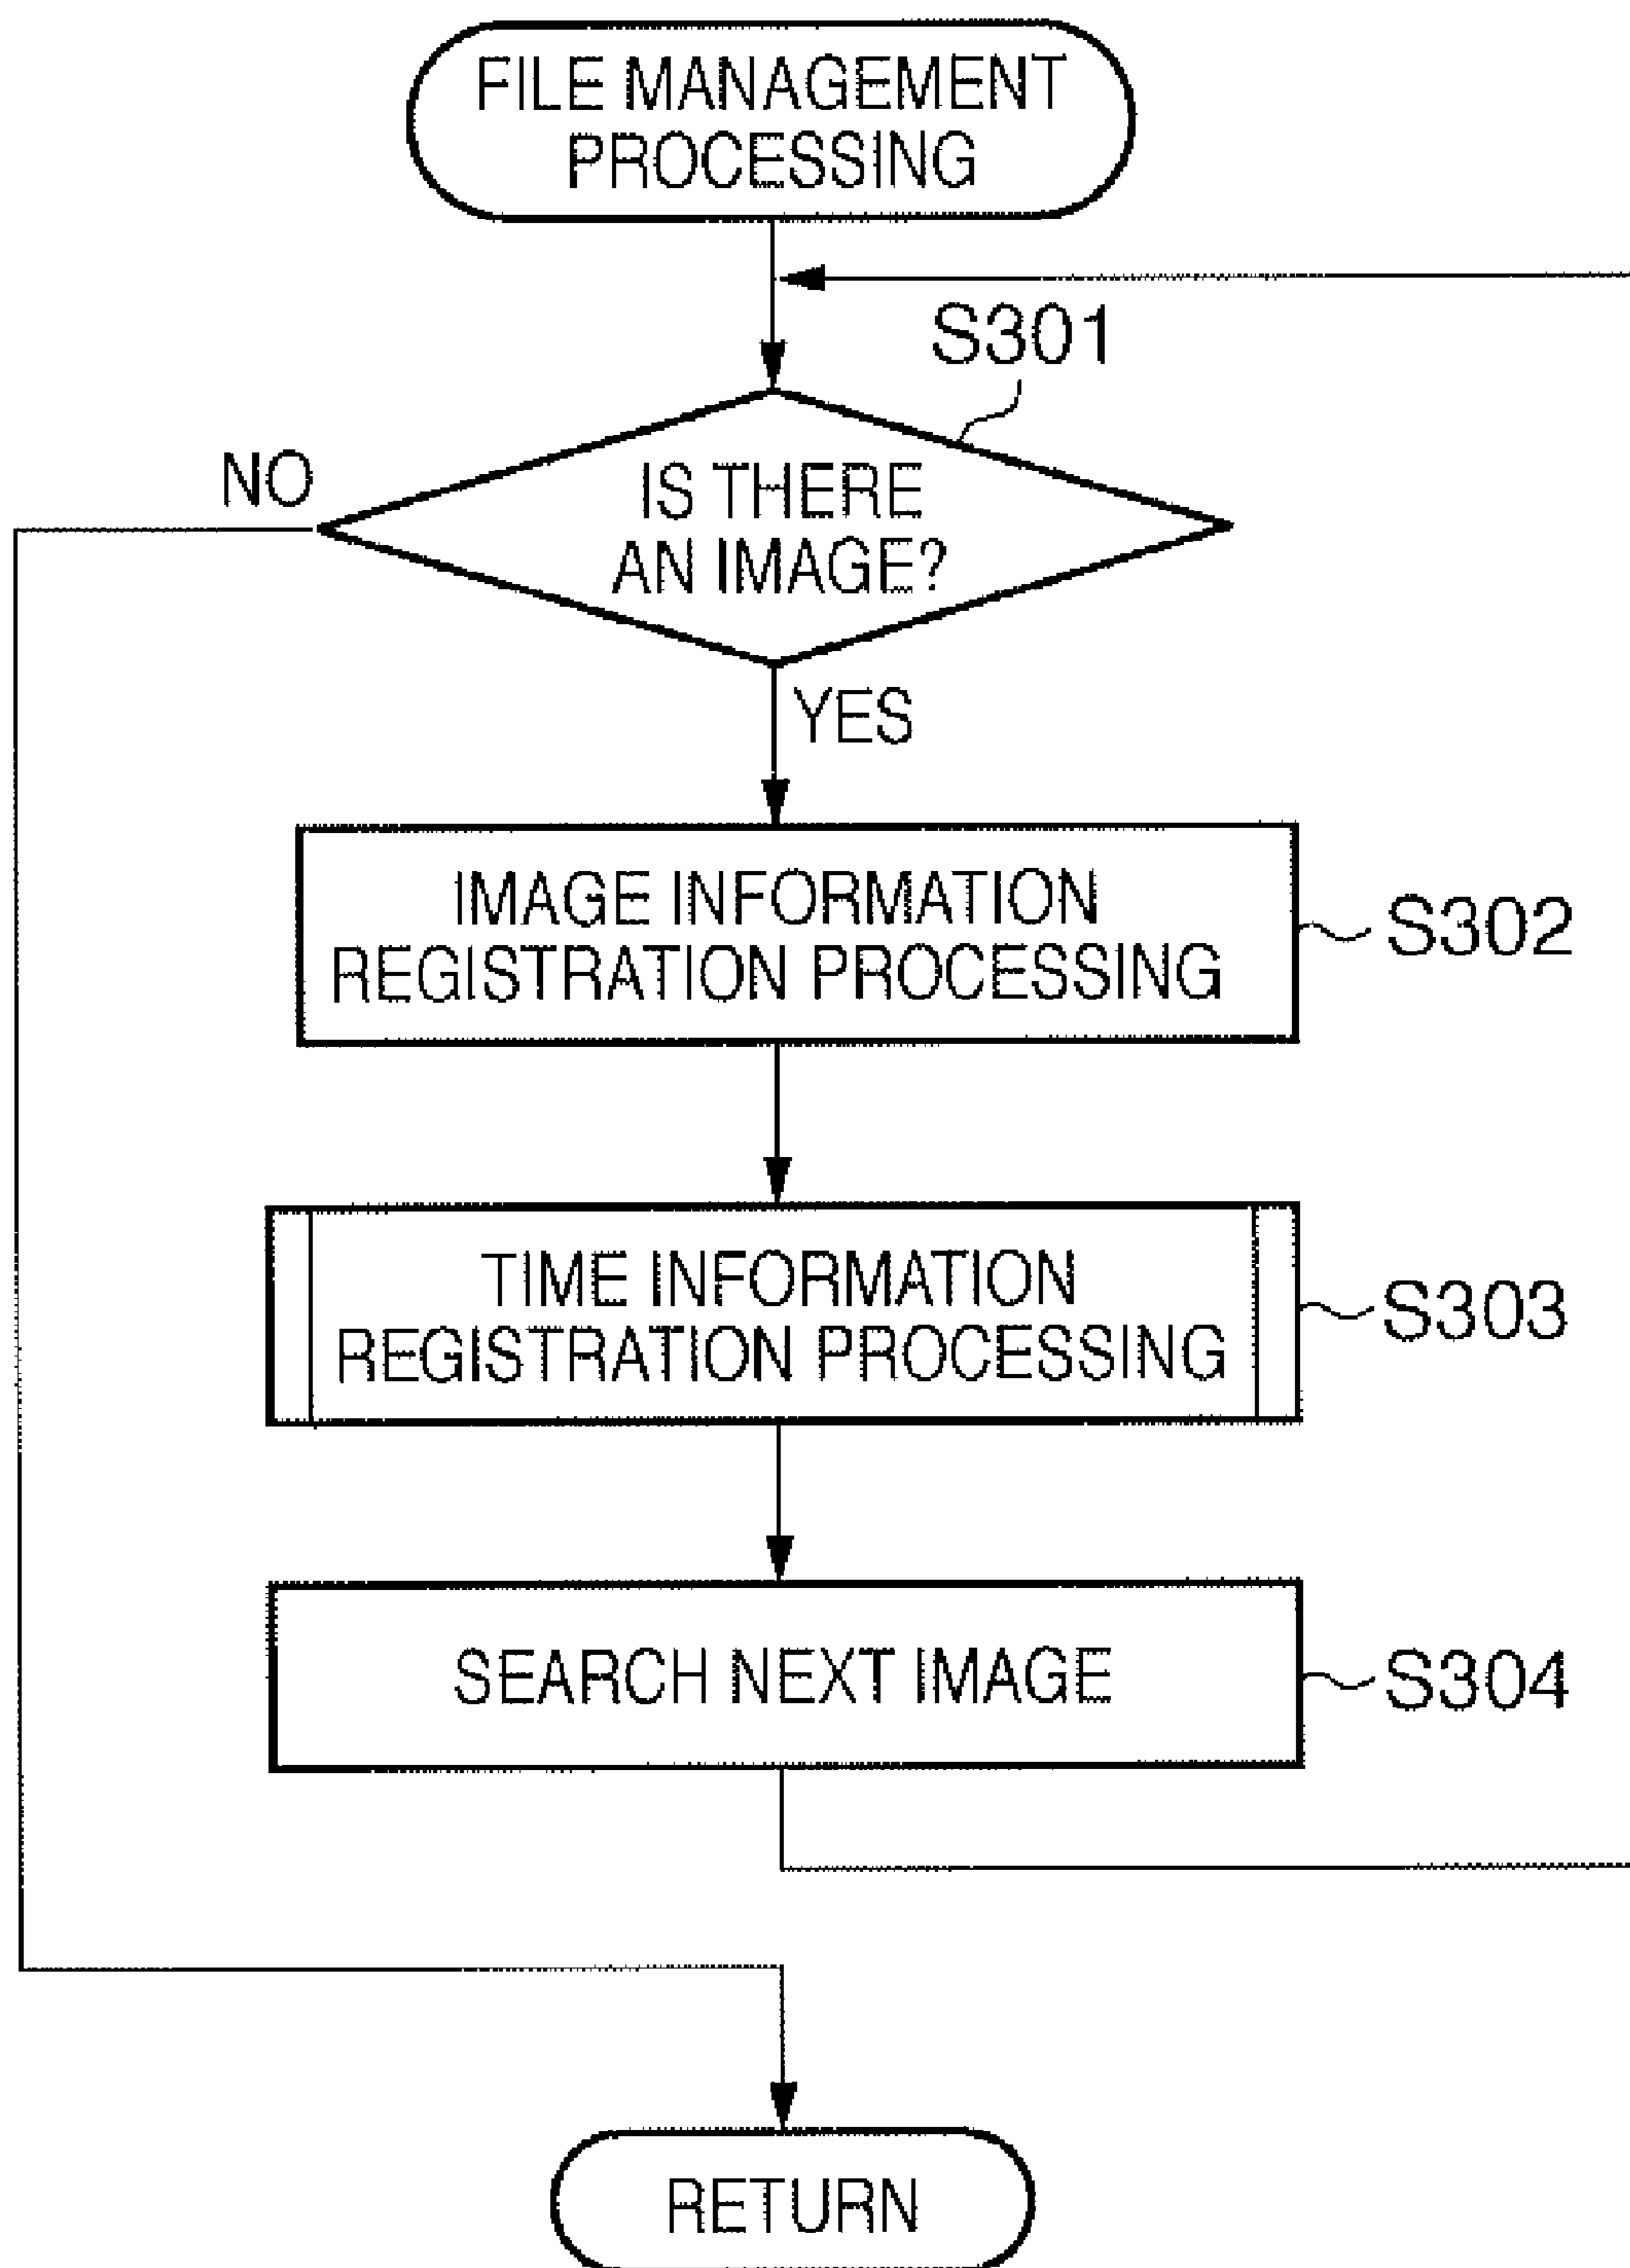 FILE MANAGEMENT
PROCESSING
S301
NO
IS THERE
AN IMAGE?
YES
IMAGE INFORMATION
REGISTRATION PROCESSING
S302
TIME INFORMATION
REGISTRATION PROCESSING
S303
SEARCH NEXT IMAGE
S304
RETURN